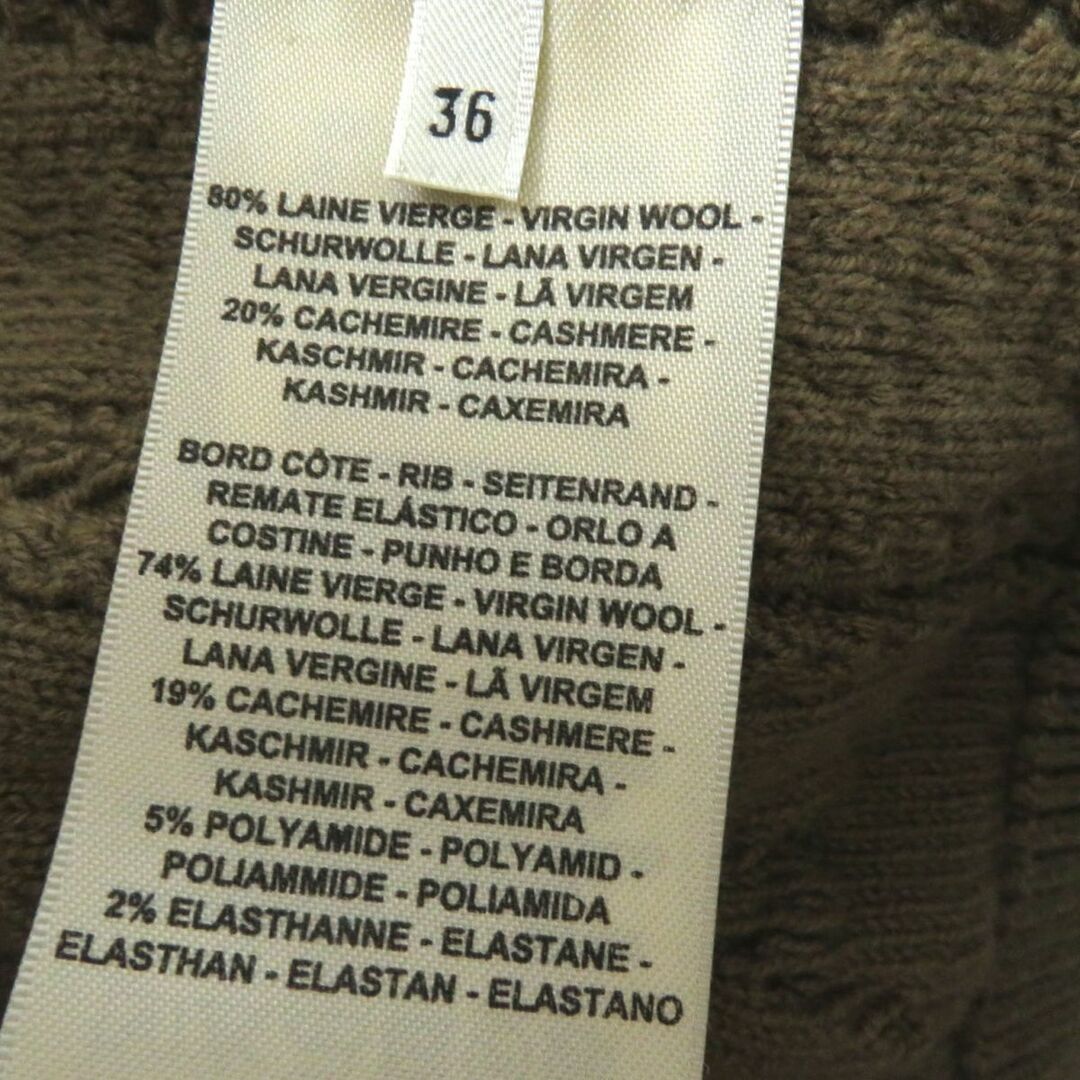 36
80% LAINE VIERGE - VIRGIN WOOL -
SCHURWOLLE - LANA VIRGEN -
LANA VERGINE - LÃ VIRGEM
20% CACHEMIRE - CASHMERE -
KASCHMIR - CACHEMIRA -
KASHMIR - CAXEMIRA
BORD CÔTE - RIB - SEITENRAND -
REMATE ELÁSTICO - ORLO A
COSTINE - PUNHO E BORDA
74% LAINE VIERGE - VIRGIN WOOL -
SCHURWOLLE - LANA VIRGEN -
LANA VERGINE - LÃ VIRGEM
19% CACHEMIRE - CASHMERE -
KASCHMIR - CACHEMIRA -
KASHMIR - CAXEMIRA
5% POLYAMIDE - POLYAMID -
POLIAMMIDE - POLIAMIDA
2% ELASTHANNE - ELASTANE -
ELASTHAN - ELASTAN - ELASTANO